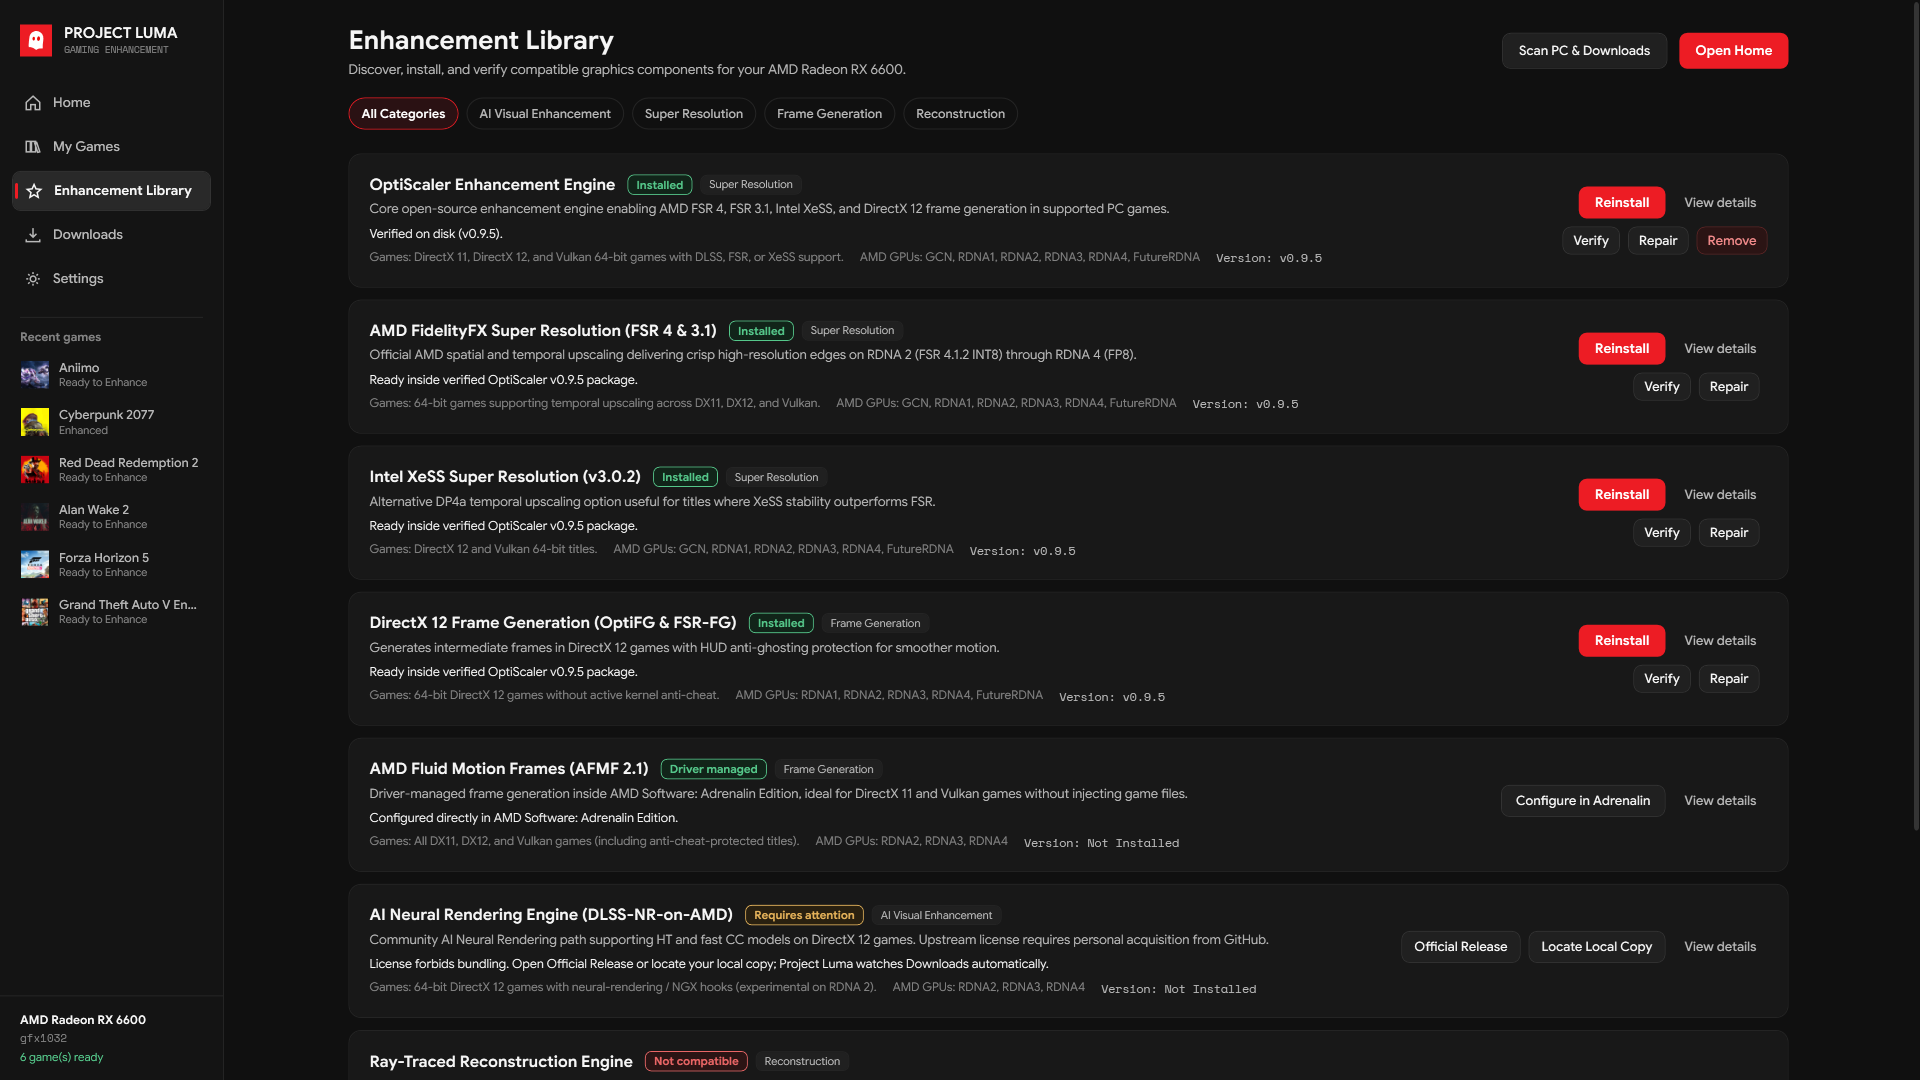 PROJECT LUMA
GAMING ENHANCEMENT
Home
My Games
Enhancement Library
Downloads
Settings
Recent games
Aniimo
Ready to Enhance
Cyberpunk 2077
Enhanced
Red Dead Redemption 2
Ready to Enhance
Alan Wake 2
Ready to Enhance
Forza Horizon 5
Ready to Enhance
Grand Theft Auto V En...
Ready to Enhance
AMD Radeon RX 6600
gfx1032
6 game(s) ready
Enhancement Library
Discover, install, and verify compatible graphics components for your AMD Radeon RX 6600.
Scan PC & Downloads
Open Home
All Categories
AI Visual Enhancement
Super Resolution
Frame Generation
Reconstruction
OptiScaler Enhancement Engine Installed Super Resolution
Core open-source enhancement engine enabling AMD FSR 4, FSR 3.1, Intel XeSS, and DirectX 12 frame generation in supported PC games.
Verified on disk (v0.9.5).
Games: DirectX 11, DirectX 12, and Vulkan 64-bit games with DLSS, FSR, or XeSS support. AMD GPUs: GCN, RDNA1, RDNA2, RDNA3, RDNA4, FutureRDNA Version: v0.9.5
Reinstall View details
Verify Repair Remove
AMD FidelityFX Super Resolution (FSR 4 & 3.1) Installed Super Resolution
Official AMD spatial and temporal upscaling delivering crisp high-resolution edges on RDNA 2 (FSR 4.1.2 INT8) through RDNA 4 (FP8).
Ready inside verified OptiScaler v0.9.5 package.
Games: 64-bit games supporting temporal upscaling across DX11, DX12, and Vulkan. AMD GPUs: GCN, RDNA1, RDNA2, RDNA3, RDNA4, FutureRDNA Version: v0.9.5
Reinstall View details
Verify Repair
Intel XeSS Super Resolution (v3.0.2) Installed Super Resolution
Alternative DP4a temporal upscaling option useful for titles where XeSS stability outperforms FSR.
Ready inside verified OptiScaler v0.9.5 package.
Games: DirectX 12 and Vulkan 64-bit titles. AMD GPUs: GCN, RDNA1, RDNA2, RDNA3, RDNA4, FutureRDNA Version: v0.9.5
Reinstall View details
Verify Repair
DirectX 12 Frame Generation (OptiFG & FSR-FG) Installed Frame Generation
Generates intermediate frames in DirectX 12 games with HUD anti-ghosting protection for smoother motion.
Ready inside verified OptiScaler v0.9.5 package.
Games: 64-bit DirectX 12 games without active kernel anti-cheat. AMD GPUs: RDNA1, RDNA2, RDNA3, RDNA4, FutureRDNA Version: v0.9.5
Reinstall View details
Verify Repair
AMD Fluid Motion Frames (AFMF 2.1) Driver managed Frame Generation
Driver-managed frame generation inside AMD Software: Adrenalin Edition, ideal for DirectX 11 and Vulkan games without injecting game files.
Configured directly in AMD Software: Adrenalin Edition.
Games: All DX11, DX12, and Vulkan games (including anti-cheat-protected titles). AMD GPUs: RDNA2, RDNA3, RDNA4 Version: Not Installed
Configure in Adrenalin View details
AI Neural Rendering Engine (DLSS-NR-on-AMD) Requires attention AI Visual Enhancement
Community AI Neural Rendering path supporting HT and fast CC models on DirectX 12 games. Upstream license requires personal acquisition from GitHub.
License forbids bundling. Open Official Release or locate your local copy; Project Luma watches Downloads automatically.
Games: 64-bit DirectX 12 games with neural-rendering / NGX hooks (experimental on RDNA 2). AMD GPUs: RDNA2, RDNA3, RDNA4 Version: Not Installed
Official Release Locate Local Copy View details
Ray-Traced Reconstruction Engine Not compatible Reconstruction